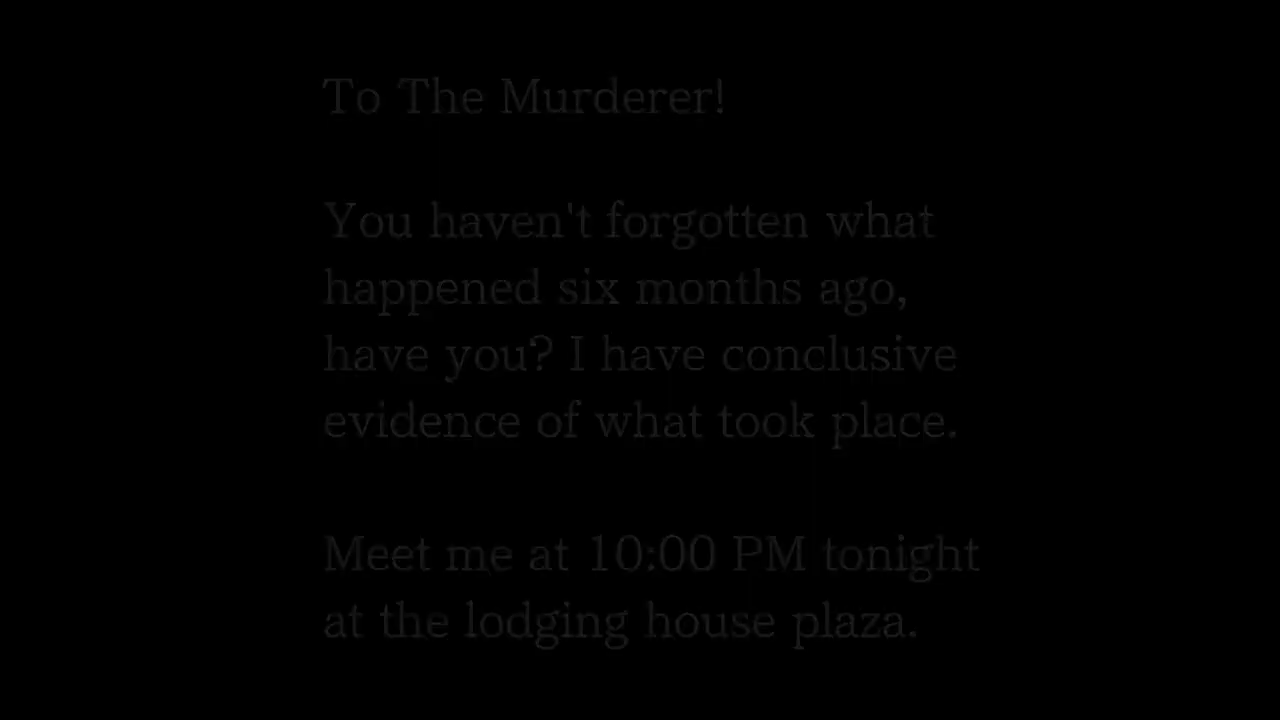 To The Murderer!
You haven't forgotten what
happened six months ago,
have you? I have conclusive
evidence of what took place.
Meet me at 10:00 PM tonight
at the lodging house plaza.